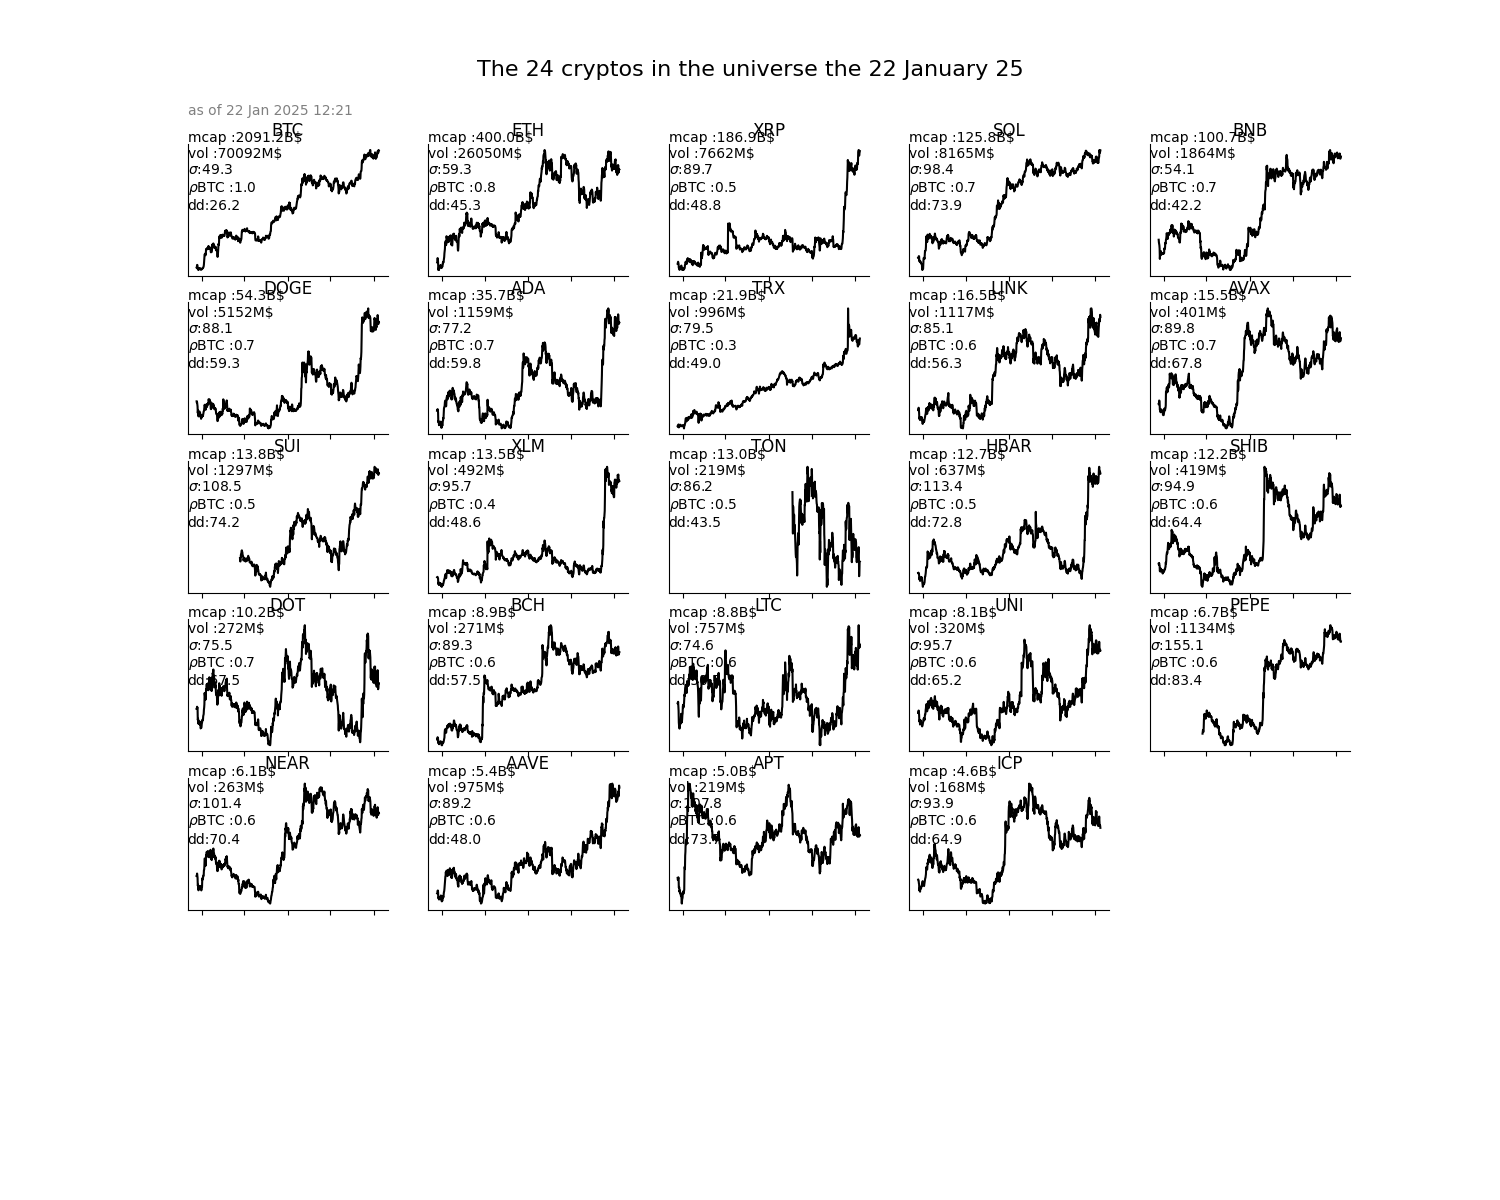 The 24 cryptos in the universe the 22 January 25
as of 22 Jan 2025 12:21
BTC
mcap :2091.2B$
vol :70092M$
σ:49.3
ρBTC :1.0
dd:26.2
ETH
mcap :400.0B$
vol :26050M$
σ:59.3
ρBTC :0.8
dd:45.3
XRP
mcap :186.9B$
vol :7662M$
σ:89.7
ρBTC :0.5
dd:48.8
SOL
mcap :125.8B$
vol :8165M$
σ:98.4
ρBTC :0.7
dd:73.9
BNB
mcap :100.7B$
vol :1864M$
σ:54.1
ρBTC :0.7
dd:42.2
DOGE
mcap :54.3B$
vol :5152M$
σ:88.1
ρBTC :0.7
dd:59.3
ADA
mcap :35.7B$
vol :1159M$
σ:77.2
ρBTC :0.7
dd:59.8
TRX
mcap :21.9B$
vol :996M$
σ:79.5
ρBTC :0.3
dd:49.0
LINK
mcap :16.5B$
vol :1117M$
σ:85.1
ρBTC :0.6
dd:56.3
AVAX
mcap :15.5B$
vol :401M$
σ:89.8
ρBTC :0.7
dd:67.8
SUI
mcap :13.8B$
vol :1297M$
σ:108.5
ρBTC :0.5
dd:74.2
XLM
mcap :13.5B$
vol :492M$
σ:95.7
ρBTC :0.4
dd:48.6
TON
mcap :13.0B$
vol :219M$
σ:86.2
ρBTC :0.5
dd:43.5
HBAR
mcap :12.7B$
vol :637M$
σ:113.4
ρBTC :0.5
dd:72.8
SHIB
mcap :12.2B$
vol :419M$
σ:94.9
ρBTC :0.6
dd:64.4
DOT
mcap :10.2B$
vol :272M$
σ:75.5
ρBTC :0.7
BCH
mcap :8.9B$
vol :271M$
σ:89.3
ρBTC :0.6
dd:57.5
LTC
mcap :8.8B$
vol :757M$
σ:74.6
ρBTC :0.6
UNI
mcap :8.1B$
vol :320M$
σ:95.7
ρBTC :0.6
dd:65.2
PEPE
mcap :6.7B$
vol :1134M$
σ:155.1
ρBTC :0.6
dd:83.4
NEAR
mcap :6.1B$
vol :263M$
σ:101.4
ρBTC :0.6
dd:70.4
AAVE
mcap :5.4B$
vol :975M$
σ:89.2
ρBTC :0.6
dd:48.0
APT
mcap :5.0B$
vol :219M$
σ:107.8
ρBTC :0.6
ICP
mcap :4.6B$
vol :168M$
σ:93.9
ρBTC :0.6
dd:64.9